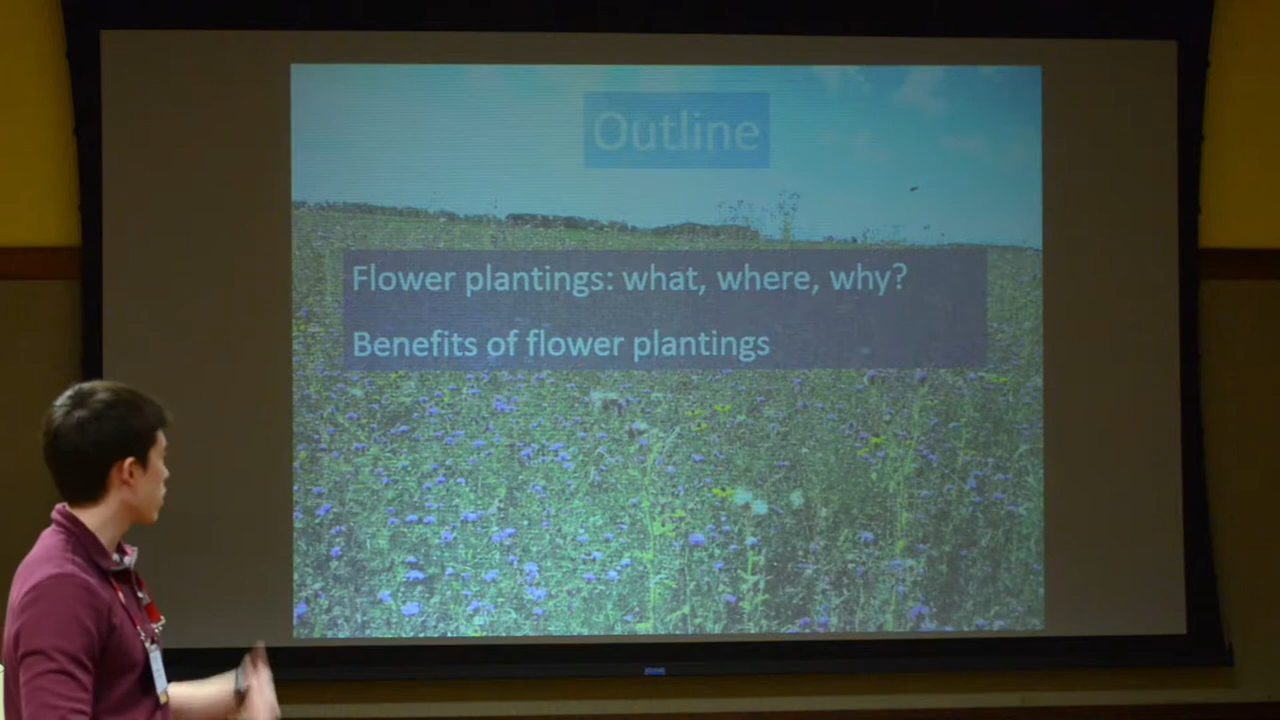 Outline
Flower plantings: what, where, why?
Benefits of flower plantings